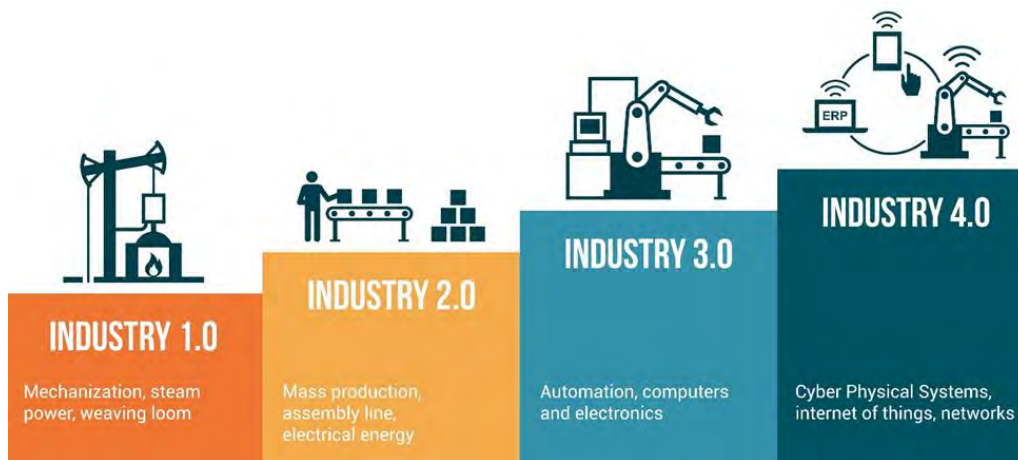 ERP
INDUSTRY 1.0
Mechanization, steam
power, weaving loom
INDUSTRY 2.0
Mass production,
assembly line,
electrical energy
INDUSTRY 3.0
Automation, computers
and electronics
INDUSTRY 4.0
Cyber Physical Systems,
internet of things, networks